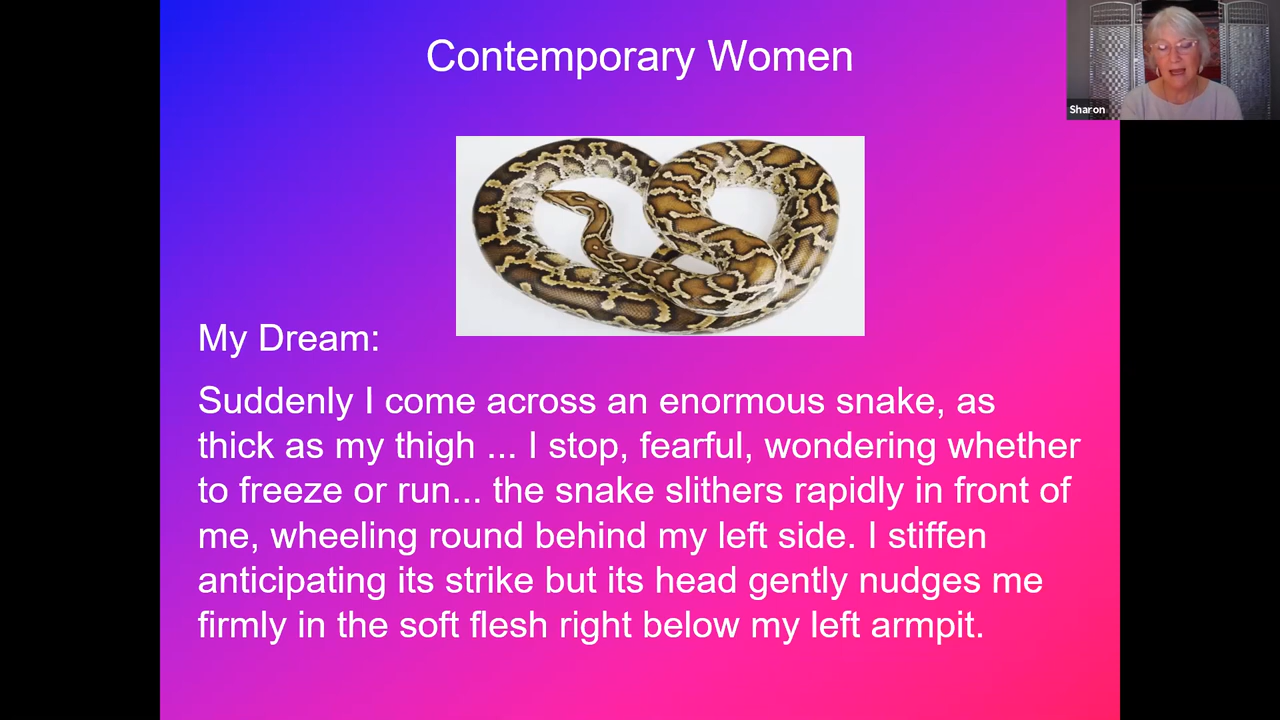 Contemporary Women
Sharon
My Dream:
Suddenly I come across an enormous snake, as
thick as my thigh ... I stop, fearful, wondering whether
to freeze or run... the snake slithers rapidly in front of
me, wheeling round behind my left side. I stiffen
anticipating its strike but its head gently nudges me
firmly in the soft flesh right below my left armpit.